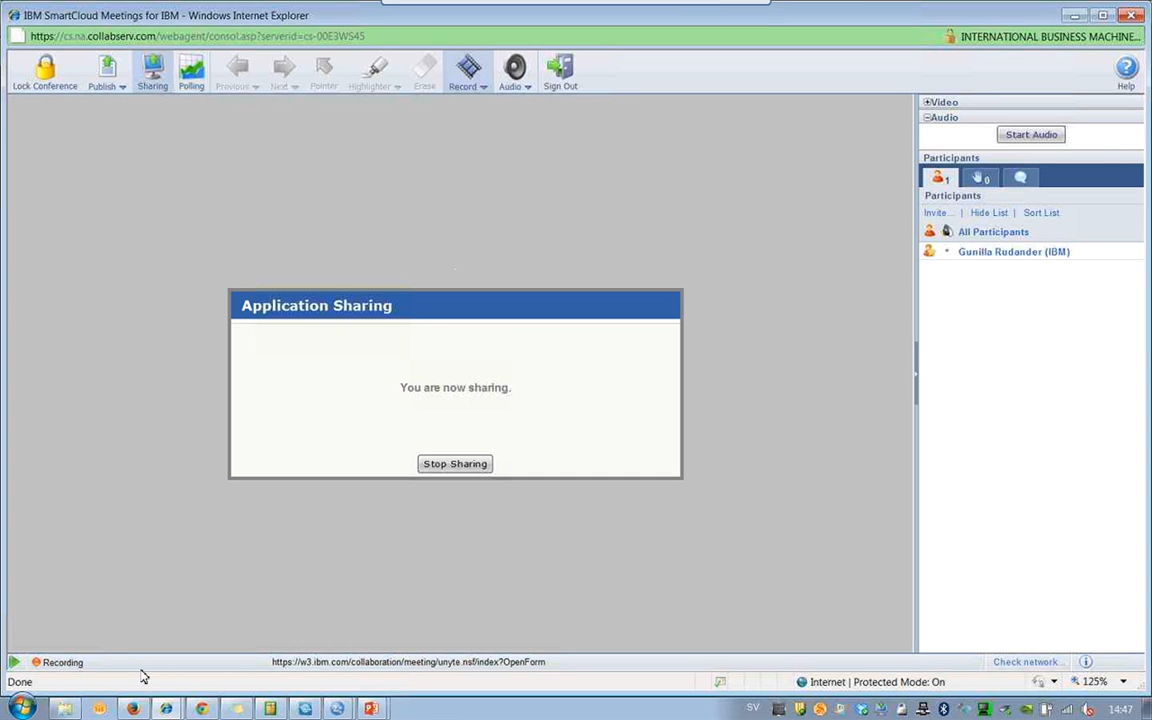 IBM SmartCloud Meetings for IBM - Windows Internet Explorer
https://cs.na.collabserv.com/webagent/consol.asp?serverid=cs-00E3WS45
INTERNATIONAL BUSINESS MACHINE...
Lock Conference Publish Sharing Polling Previous Next Pointer Highlighter Erase Record Audio Sign Out Help
Video
Audio
Start Audio
Participants
1 0
Participants
Invite... | Hide List | Sort List
All Participants
Gunilla Rudander (IBM)
Application Sharing
You are now sharing.
Stop Sharing
Recording https://w3.ibm.com/collaboration/meeting/unyte.nsf/index?OpenForm Check network...
Done Internet | Protected Mode: On 125%
SV 14:47